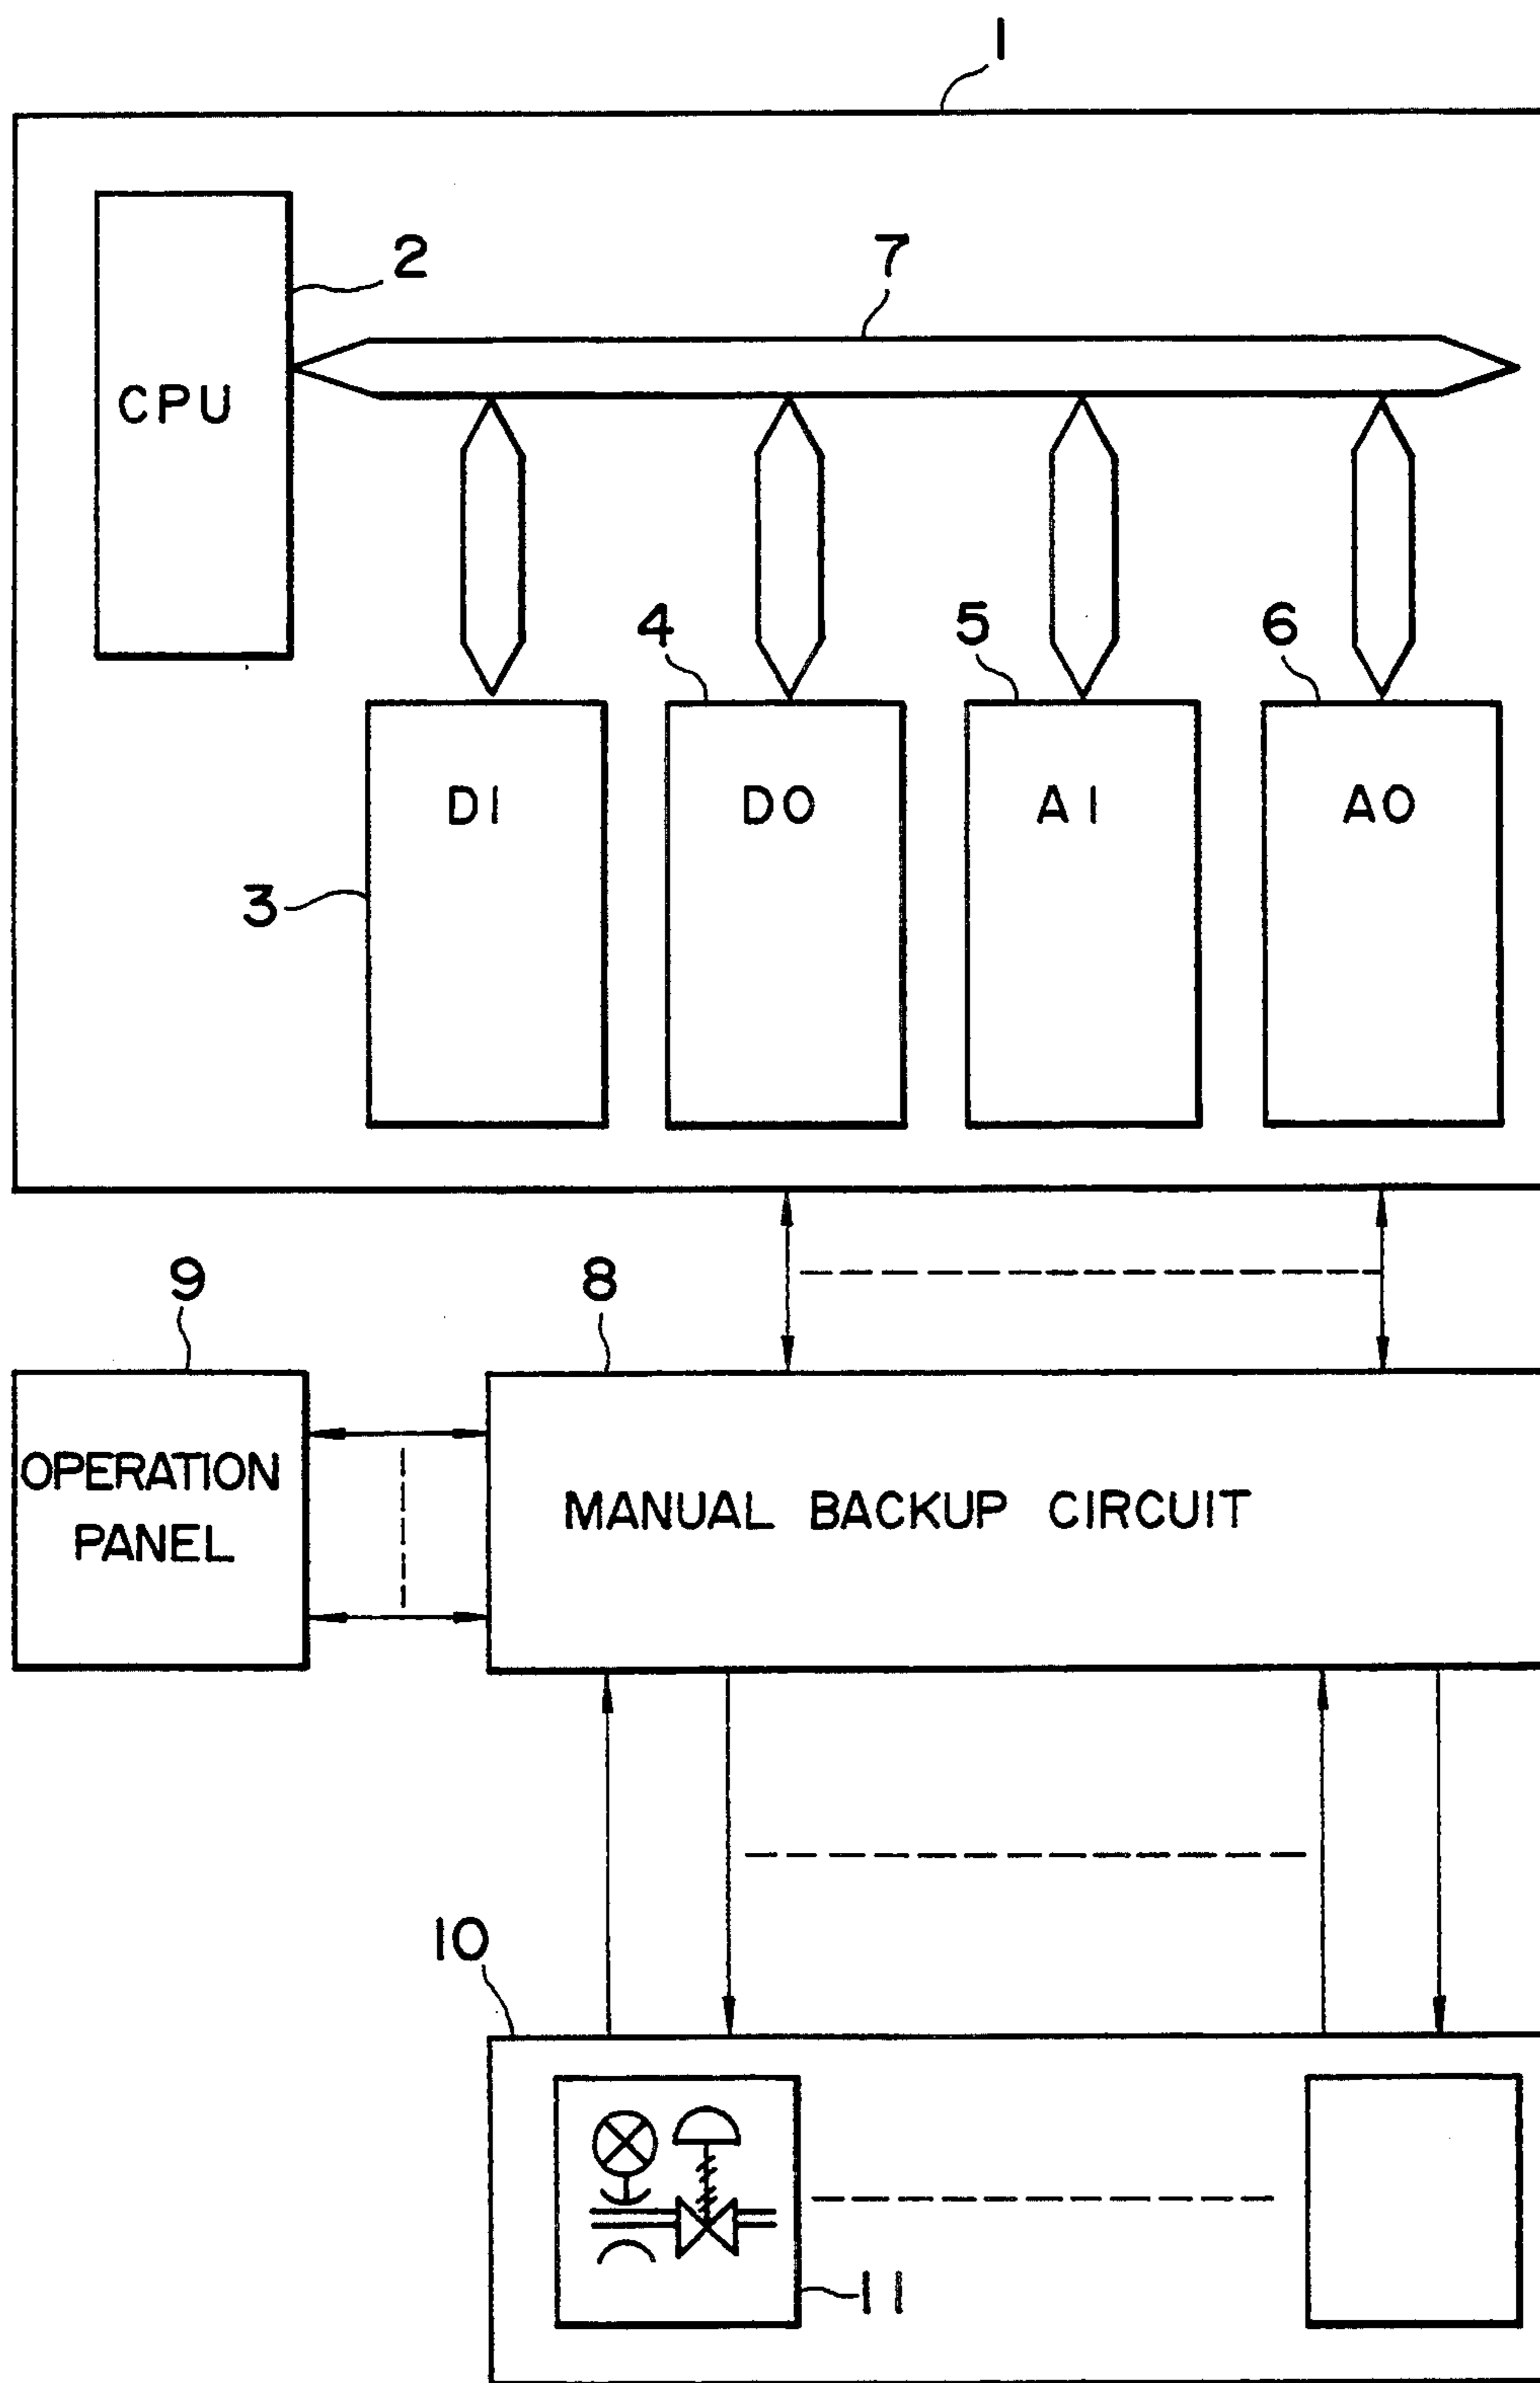 1
2
7
CPU
4
5
6
DI
DO
AI
AO
3
9
8
OPERATION
PANEL
MANUAL BACKUP CIRCUIT
10
11